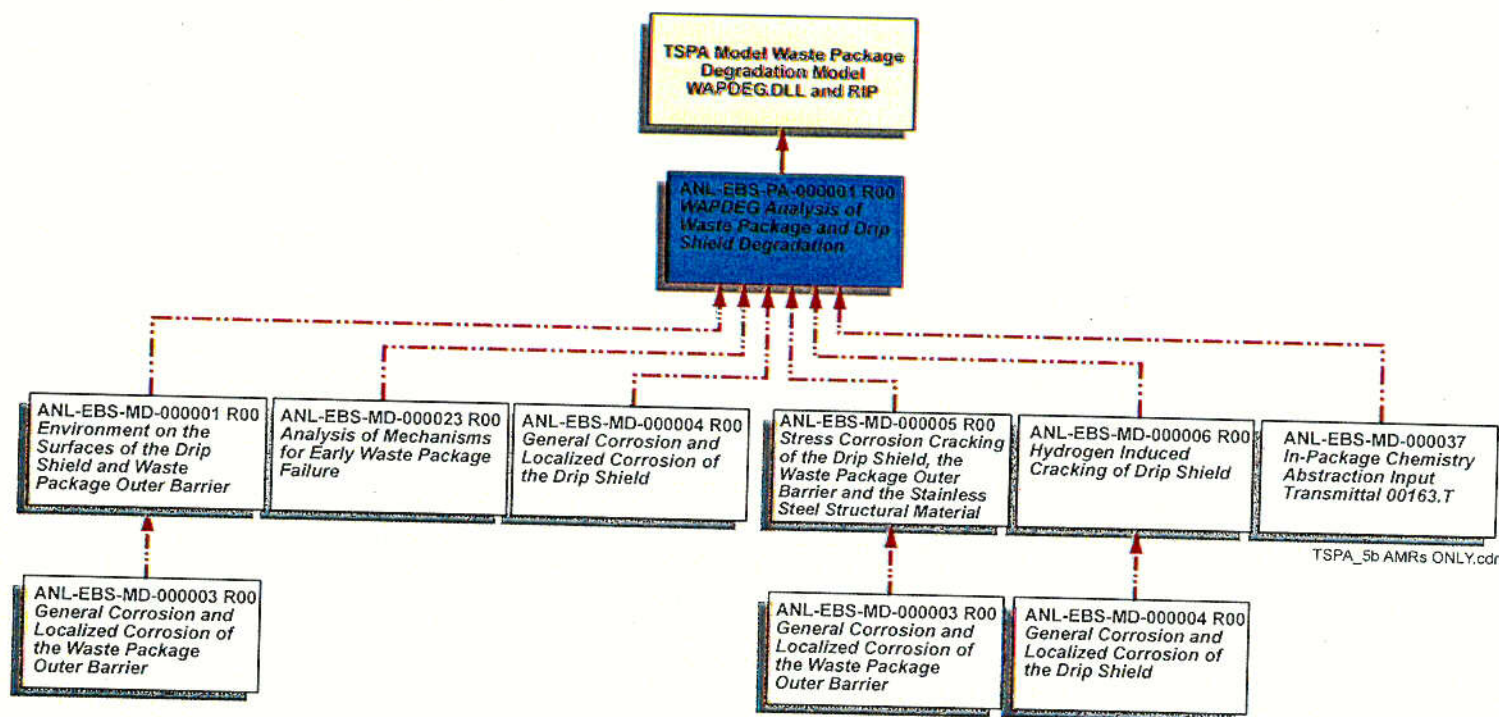 TSPA Model Waste Package
Degradation Model
WAPDEG.DLL and RIP
ANL-EBS-PA-000001 R00
WAPDEG Analysis of
Waste Package and Drip
Shield Degradation
ANL-EBS-MD-000001 R00
Environment on the
Surfaces of the Drip
Shield and Waste
Package Outer Barrier
ANL-EBS-MD-000023 R00
Analysis of Mechanisms
for Early Waste Package
Failure
ANL-EBS-MD-000004 R00
General Corrosion and
Localized Corrosion of
the Drip Shield
ANL-EBS-MD-000005 R00
Stress Corrosion Cracking
of the Drip Shield, the
Waste Package Outer
Barrier and the Stainless
Steel Structural Material
ANL-EBS-MD-000006 R00
Hydrogen Induced
Cracking of Drip Shield
ANL-EBS-MD-000037
In-Package Chemistry
Abstraction Input
Transmittal 00163.T
TSPA_5b AMRs ONLY.cdr
ANL-EBS-MD-000003 R00
General Corrosion and
Localized Corrosion of
the Waste Package
Outer Barrier
ANL-EBS-MD-000003 R00
General Corrosion and
Localized Corrosion of
the Waste Package
Outer Barrier
ANL-EBS-MD-000004 R00
General Corrosion and
Localized Corrosion of
the Drip Shield